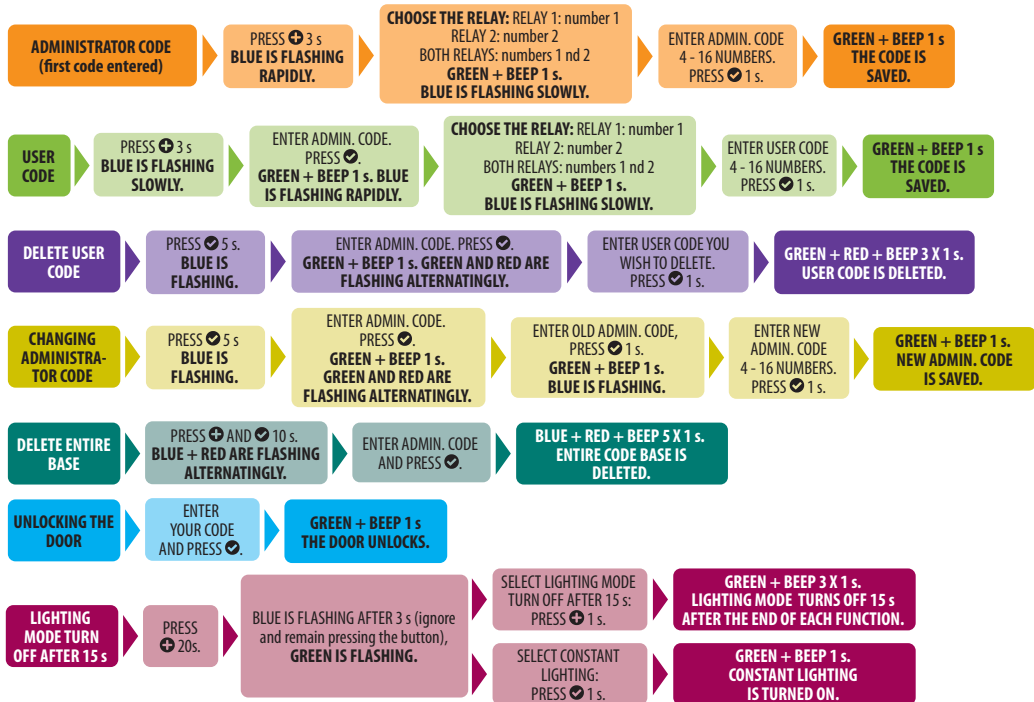 ADMINISTRATOR CODE
(first code entered)
PRESS ➕ 3 s
BLUE IS FLASHING
RAPIDLY.
CHOOSE THE RELAY: RELAY 1: number 1
RELAY 2: number 2
BOTH RELAYS: numbers 1 nd 2
GREEN + BEEP 1 s.
BLUE IS FLASHING SLOWLY.
ENTER ADMIN. CODE
4 - 16 NUMBERS.
PRESS ✔ 1 s.
GREEN + BEEP 1 s
THE CODE IS
SAVED.
USER
CODE
PRESS ➕ 3 s
BLUE IS FLASHING
SLOWLY.
ENTER ADMIN. CODE.
PRESS ✔.
GREEN + BEEP 1 s. BLUE
IS FLASHING RAPIDLY.
CHOOSE THE RELAY: RELAY 1: number 1
RELAY 2: number 2
BOTH RELAYS: numbers 1 nd 2
GREEN + BEEP 1 s.
BLUE IS FLASHING SLOWLY.
ENTER USER CODE
4 - 16 NUMBERS.
PRESS ✔ 1 s.
GREEN + BEEP 1 s
THE CODE IS
SAVED.
DELETE USER
CODE
PRESS ✔ 5 s.
BLUE IS
FLASHING.
ENTER ADMIN. CODE. PRESS ✔.
GREEN + BEEP 1 s. GREEN AND RED ARE
FLASHING ALTERNATINGLY.
ENTER USER CODE YOU
WISH TO DELETE.
PRESS ✔ 1 s.
GREEN + RED + BEEP 3 X 1 s.
USER CODE IS DELETED.
CHANGING
ADMINISTRA-
TOR CODE
PRESS ✔ 5 s
BLUE IS
FLASHING.
ENTER ADMIN. CODE.
PRESS ✔.
GREEN + BEEP 1 s.
GREEN AND RED ARE
FLASHING ALTERNATINGLY.
ENTER OLD ADMIN. CODE,
PRESS ✔ 1 s.
GREEN + BEEP 1 s.
BLUE IS FLASHING.
ENTER NEW
ADMIN. CODE
4 - 16 NUMBERS.
PRESS ✔ 1 s.
GREEN + BEEP 1 s.
NEW ADMIN. CODE
IS SAVED.
DELETE ENTIRE
BASE
PRESS ➕ AND ✔ 10 s.
BLUE + RED ARE FLASHING
ALTERNATINGLY.
ENTER ADMIN. CODE
AND PRESS ✔.
BLUE + RED + BEEP 5 X 1 s.
ENTIRE CODE BASE IS
DELETED.
UNLOCKING THE
DOOR
ENTER
YOUR CODE
AND PRESS ✔.
GREEN + BEEP 1 s
THE DOOR UNLOCKS.
LIGHTING
MODE TURN
OFF AFTER 15 s
PRESS
➕ 20s.
BLUE IS FLASHING AFTER 3 s (ignore
and remain pressing the button),
GREEN IS FLASHING.
SELECT LIGHTING MODE
TURN OFF AFTER 15 s:
PRESS ➕ 1 s.
GREEN + BEEP 3 X 1 s.
LIGHTING MODE TURNS OFF 15 s
AFTER THE END OF EACH FUNCTION.
SELECT CONSTANT
LIGHTING:
PRESS ✔ 1 s.
GREEN + BEEP 1 s.
CONSTANT LIGHTING
IS TURNED ON.